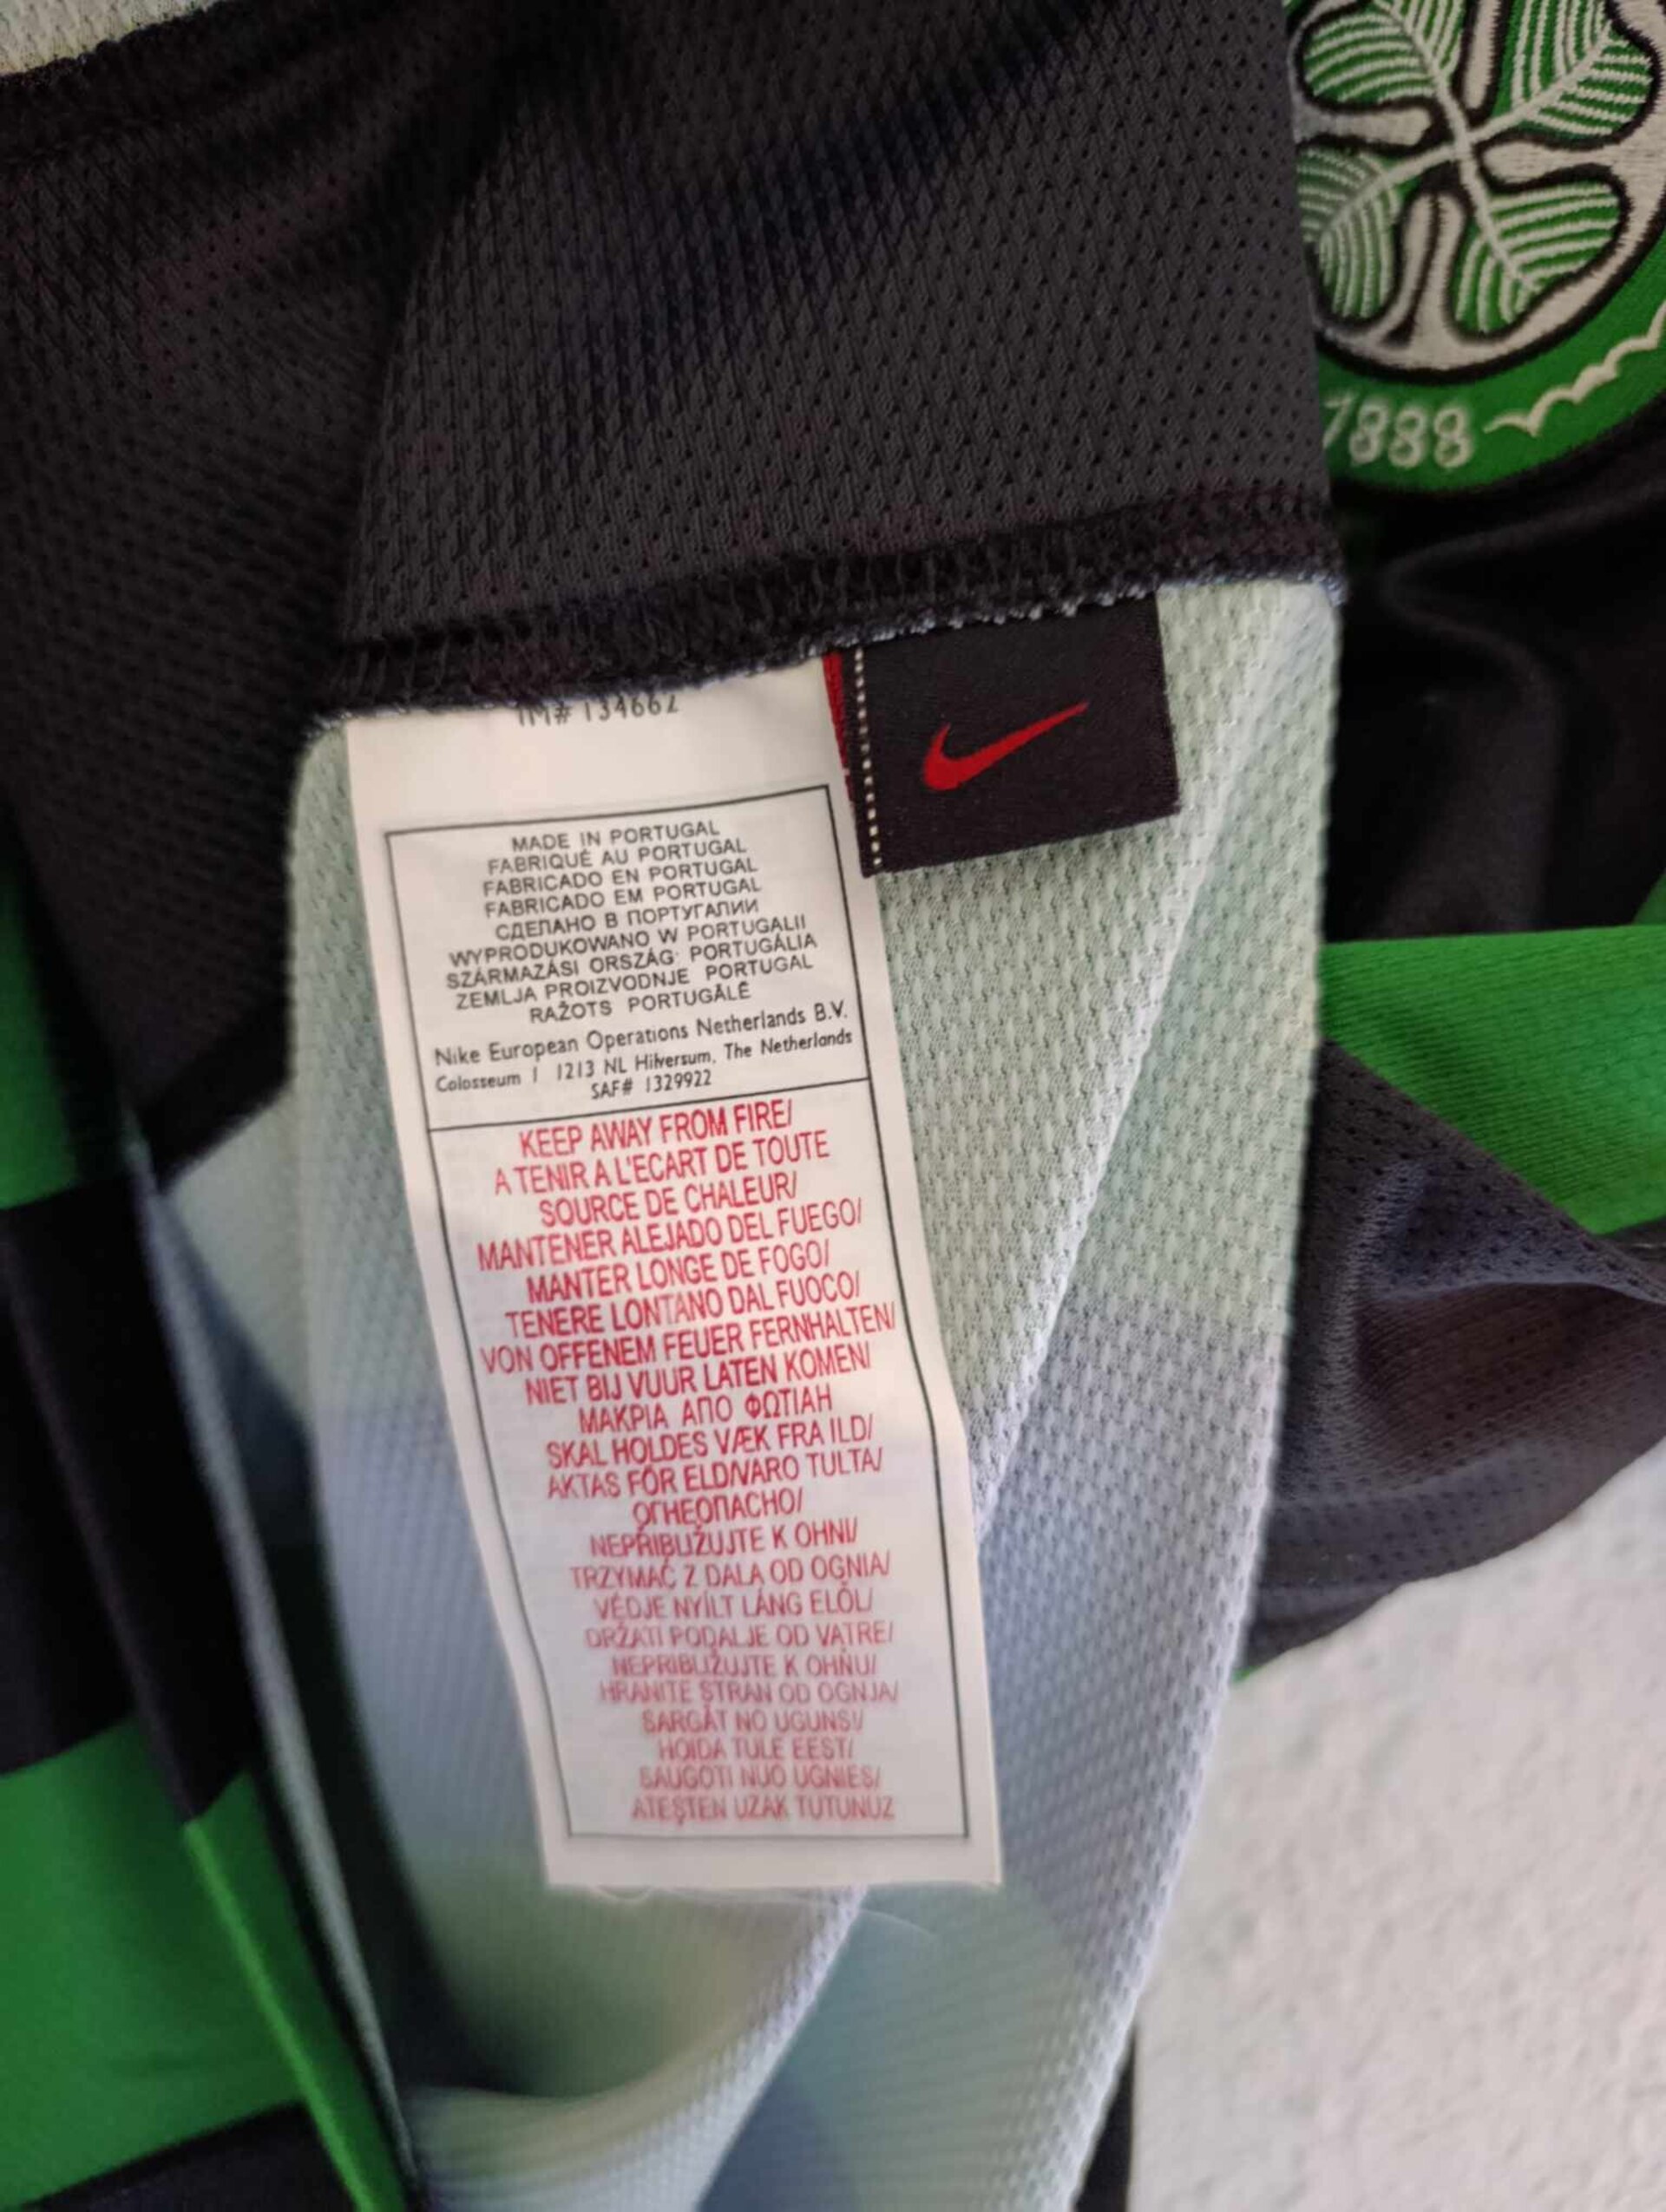 1888
TM# 134662
MADE IN PORTUGAL
FABRIQUÉ AU PORTUGAL
FABRICADO EN PORTUGAL
FABRICADO EM PORTUGAL
СДЕЛАНО В ПОРТУГАЛИИ
WYPRODUKOWANO W PORTUGALII
SZÁRMAZÁSI ORSZÁG: PORTUGÁLIA
ZEMLJA PROIZVODNJE PORTUGAL
RAŽOTS PORTUGĀLĒ
Nike European Operations Netherlands B.V.
Colosseum 1 1213 NL Hilversum, The Netherlands
SAF# 1329922
KEEP AWAY FROM FIRE/
A TENIR A L'ECART DE TOUTE
SOURCE DE CHALEUR/
MANTENER ALEJADO DEL FUEGO/
MANTER LONGE DE FOGO/
TENERE LONTANO DAL FUOCO/
VON OFFENEM FEUER FERNHALTEN/
NIET BIJ VUUR LATEN KOMEN/
ΜΑΚΡΙΑ ΑΠΟ ΦΩΤΙΑΗ
SKAL HOLDES VÆK FRA ILD/
AKTAS FÖR ELD/VARO TULTA/
ОГНЕОПАСНО/
NEPŘIBLIŽUJTE K OHNI/
TRZYMAĆ Z DALA OD OGNIA/
VÉDJE NYÍLT LÁNG ELŐL/
DRŽATI PODALJE OD VATRE/
NEPRIBLIŽUJTE K OHŇU/
HRANITE STRAN OD OGNJA/
SARGĀT NO UGUNS!/
HOIDA TULE EEST/
SAUGOTI NUO UGNIES/
ATEŞTEN UZAK TUTUNUZ